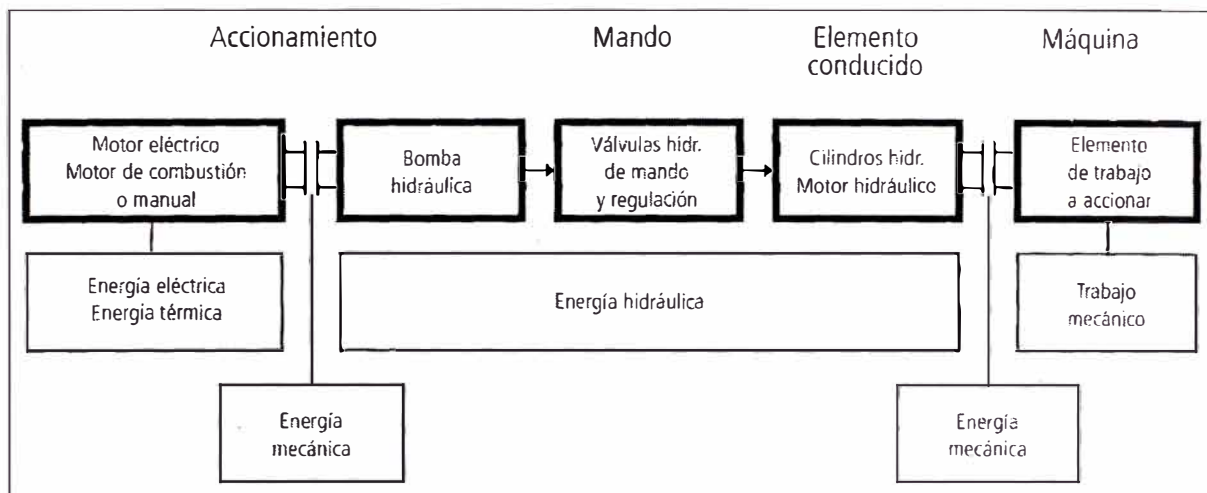 Accionamiento
Mando
Elemento
conducido
Máquina
Motor eléctrico
Motor de combustión
o manual
Bomba
hidráulica
Válvulas hidr.
de mando
y regulación
Cilindros hidr.
Motor hidráulico
Elemento
de trabajo
a accionar
Energía eléctrica
Energía térmica
Energía hidráulica
Trabajo
mecánico
Energía
mecánica
Energía
mecánica